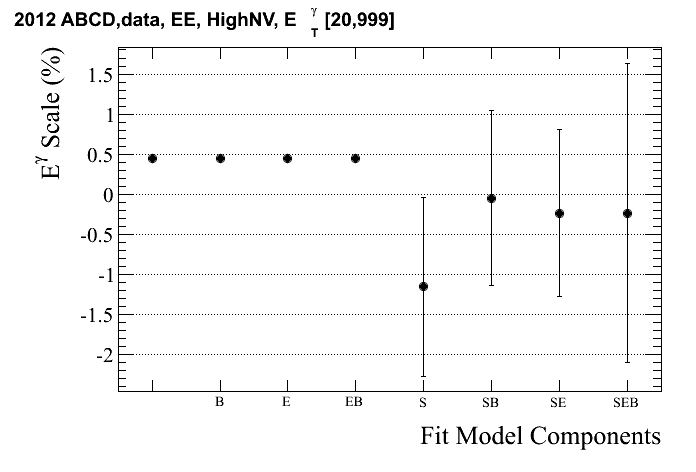 2012 ABCD,data, EE, HighNV, E γ T [20,999]
E γ Scale (%)
1.5
1
0.5
0
-0.5
-1
-1.5
-2
B E EB S SB SE SEB
Fit Model Components